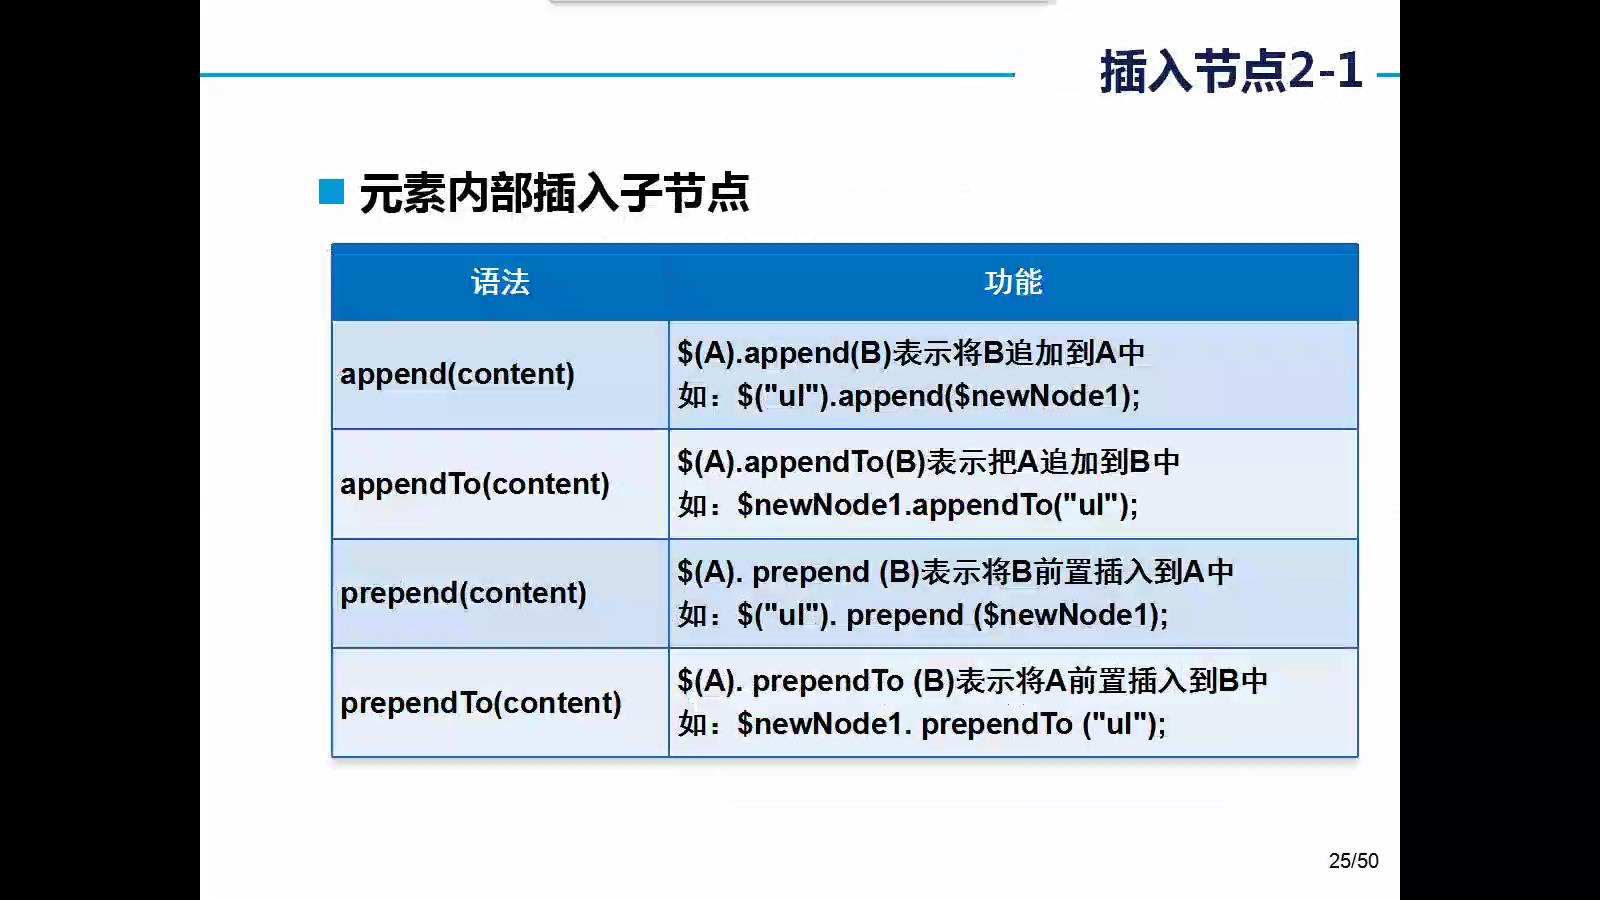 插入节点2-1
元素内部插入子节点
语法
功能
append(content)
$(A).append(B)表示将B追加到A中
如：$("ul").append($newNode1);
appendTo(content)
$(A).appendTo(B)表示把A追加到B中
如：$newNode1.appendTo("ul");
prepend(content)
$(A). prepend (B)表示将B前置插入到A中
如：$("ul"). prepend ($newNode1);
prependTo(content)
$(A). prependTo (B)表示将A前置插入到B中
如：$newNode1. prependTo ("ul");
25/50